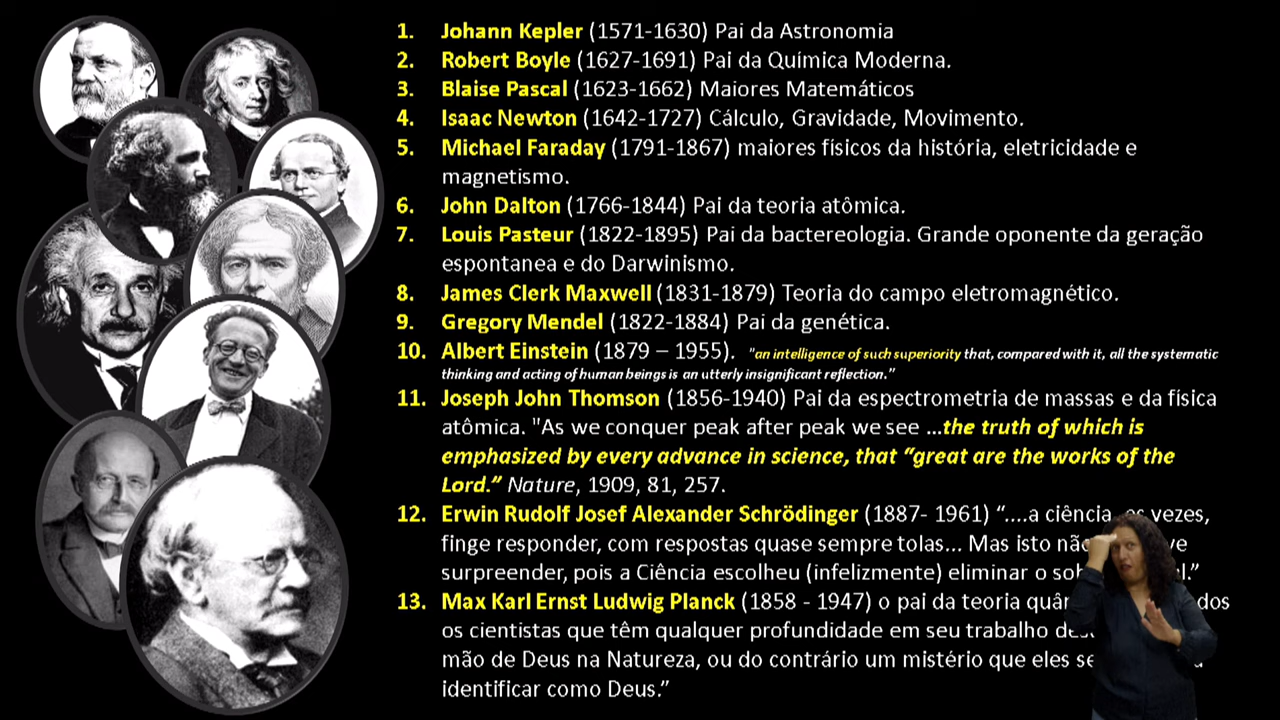 1. Johann Kepler (1571-1630) Pai da Astronomia
2. Robert Boyle (1627-1691) Pai da Química Moderna.
3. Blaise Pascal (1623-1662) Maiores Matemáticos
4. Isaac Newton (1642-1727) Cálculo, Gravidade, Movimento.
5. Michael Faraday (1791-1867) maiores físicos da história, eletricidade e
magnetismo.
6. John Dalton (1766-1844) Pai da teoria atômica.
7. Louis Pasteur (1822-1895) Pai da bactereologia. Grande oponente da geração
espontanea e do Darwinismo.
8. James Clerk Maxwell (1831-1879) Teoria do campo eletromagnético.
9. Gregory Mendel (1822-1884) Pai da genética.
10. Albert Einstein (1879 – 1955). "an intelligence of such superiority that, compared with it, all the systematic
thinking and acting of human beings is an utterly insignificant reflection."
11. Joseph John Thomson (1856-1940) Pai da espectrometria de massas e da física
atômica. "As we conquer peak after peak we see ...the truth of which is
emphasized by every advance in science, that "great are the works of the
Lord." Nature, 1909, 81, 257.
12. Erwin Rudolf Josef Alexander Schrödinger (1887- 1961) "....a ciência, vezes,
finge responder, com respostas quase sempre tolas... Mas isto
surpreender, pois a Ciência escolheu (infelizmente) eliminar o
13. Max Karl Ernst Ludwig Planck (1858 - 1947) o pai da teoria
os cientistas que têm qualquer profundidade em seu trabalho
mão de Deus na Natureza, ou do contrário um mistério que eles
identificar como Deus."